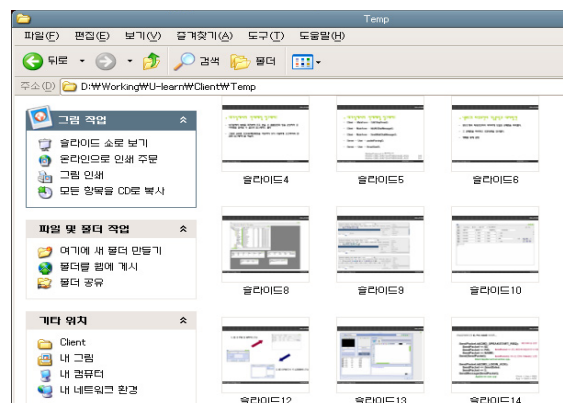 Temp
파일(F) 편집(E) 보기(V) 즐겨찾기(A) 도구(T) 도움말(H)
뒤로 검색 폴더
주소(D) D:₩Working₩U-learn₩Client₩Temp
그림 작업
슬라이드 쇼로 보기
온라인으로 인쇄 주문
그림 인쇄
모든 항목을 CD로 복사
파일 및 폴더 작업
여기에 새 폴더 만들기
폴더를 웹에 게시
폴더 공유
기타 위치
Client
내 그림
내 컴퓨터
내 네트워크 환경
슬라이드4 슬라이드5 슬라이드6
슬라이드8 슬라이드9 슬라이드10
슬라이드12 슬라이드13 슬라이드14